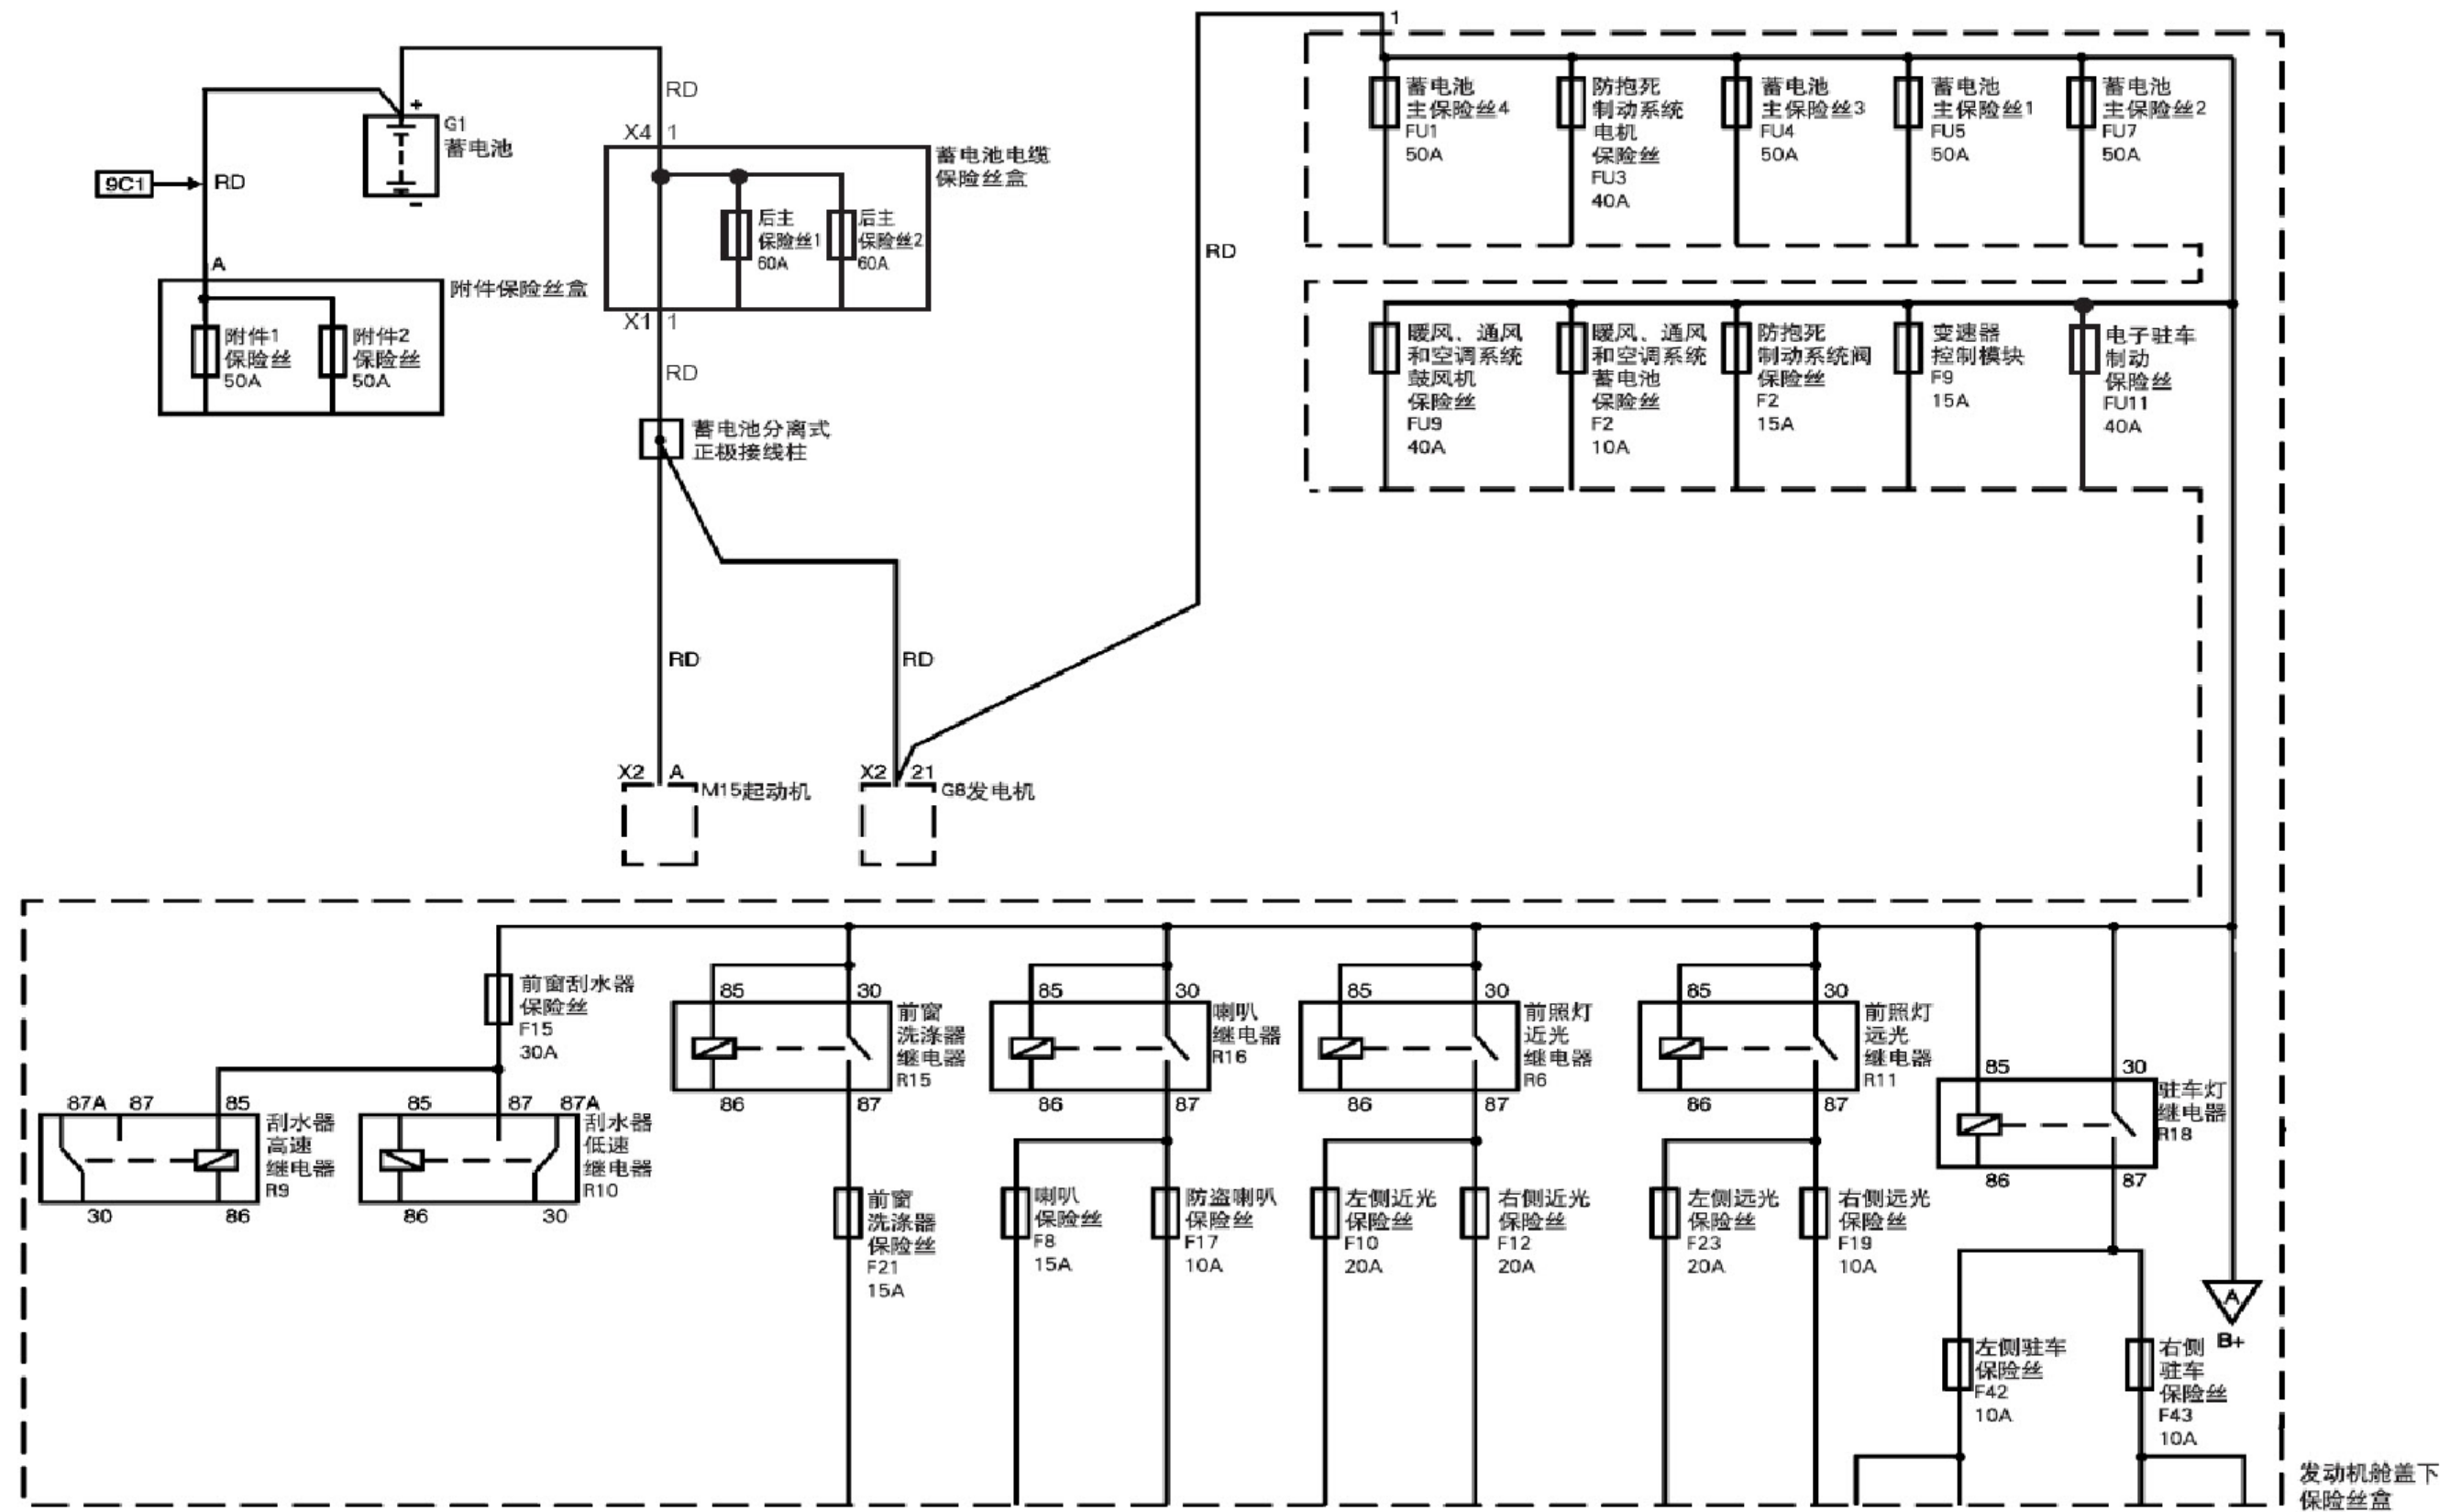 RD
X4 1
+
G1
蓄电池
-
9C1
RD
A
附件保险丝盒
附件1
保险丝
50A
附件2
保险丝
50A
蓄电池电缆
保险丝盒
后主
保险丝1
60A
后主
保险丝2
60A
X1 1
RD
蓄电池分离式
正极接线柱
RD
RD
RD
X2 A
M15起动机
X2 21
G8发电机
1
蓄电池
主保险丝4
FU1
50A
防抱死
制动系统
电机
保险丝
FU3
40A
蓄电池
主保险丝3
FU4
50A
蓄电池
主保险丝1
FU5
50A
蓄电池
主保险丝2
FU7
50A
暖风、通风
和空调系统
鼓风机
保险丝
FU9
40A
暖风、通风
和空调系统
蓄电池
保险丝
F2
10A
防抱死
制动系统阀
保险丝
F2
15A
变速器
控制模块
F9
15A
电子驻车
制动
保险丝
FU11
40A
前窗刮水器
保险丝
F15
30A
87A 87 85
刮水器
高速
继电器
R9
30 86
85 87 87A
刮水器
低速
继电器
R10
86 30
85 30
前窗
洗涤器
继电器
R15
86 87
前窗
洗涤器
保险丝
F21
15A
85 30
喇叭
继电器
R16
86 87
喇叭
保险丝
F8
15A
防盗喇叭
保险丝
F17
10A
85 30
前照灯
近光
继电器
R6
86 87
左侧近光
保险丝
F10
20A
右侧近光
保险丝
F12
20A
85 30
前照灯
远光
继电器
R11
86 87
左侧远光
保险丝
F23
20A
右侧远光
保险丝
F19
10A
85 30
驻车灯
继电器
R18
86 87
左侧驻车
保险丝
F42
10A
右侧
驻车
保险丝
F43
10A
A
B+
发动机舱盖下
保险丝盒